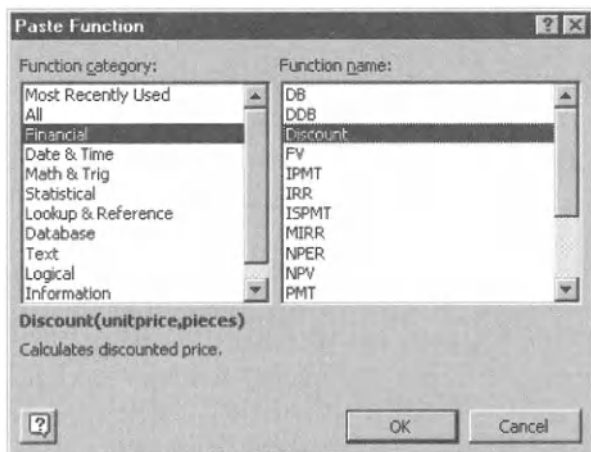 Paste Function
Function category:
Most Recently Used
All
Financial
Date & Time
Math & Trig
Statistical
Lookup & Reference
Database
Text
Logical
Information
Function name:
DB
DDB
Discount
FV
IPMT
IRR
ISPMT
MIRR
NPER
NPV
PMT
Discount(unitprice,pieces)
Calculates discounted price.
OK
Cancel